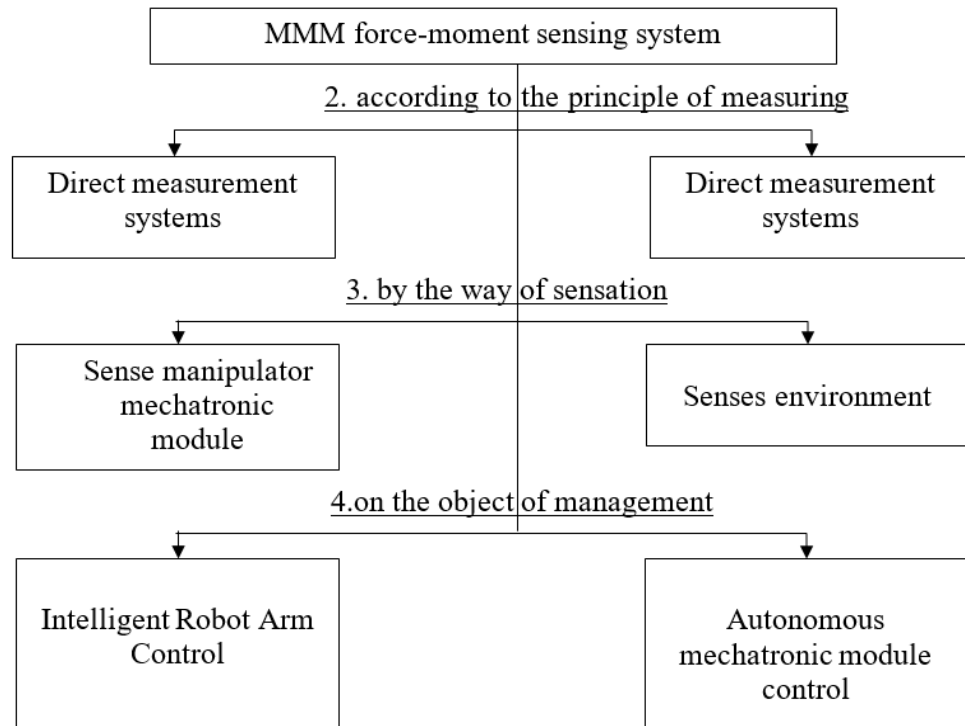 MMM force-moment sensing system
2. according to the principle of measuring
Direct measurement
systems
Direct measurement
systems
3. by the way of sensation
Sense manipulator
mechatronic
module
Senses environment
4.on the object of management
Intelligent Robot Arm
Control
Autonomous
mechatronic module
control